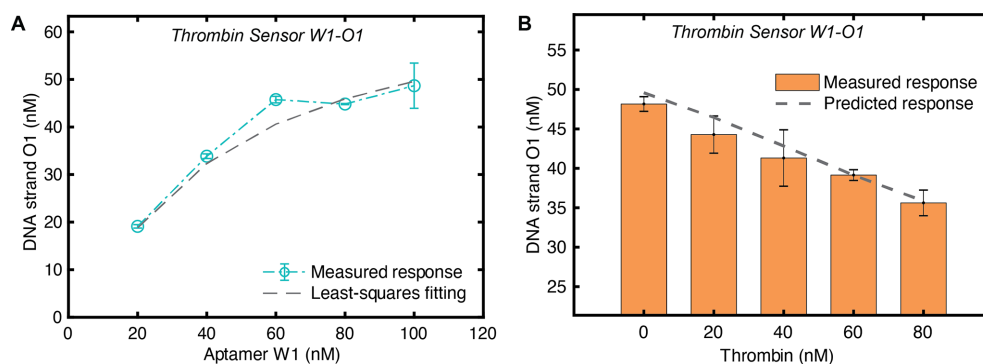 A
Thrombin Sensor W1-O1
60
50
40
30
20
10
0
DNA strand O1 (nM)
Measured response
Least-squares fitting
0 20 40 60 80 100 120
Aptamer W1 (nM)
B
Thrombin Sensor W1-O1
Measured response
Predicted response
55
50
45
40
35
30
25
DNA strand O1 (nM)
0 20 40 60 80
Thrombin (nM)